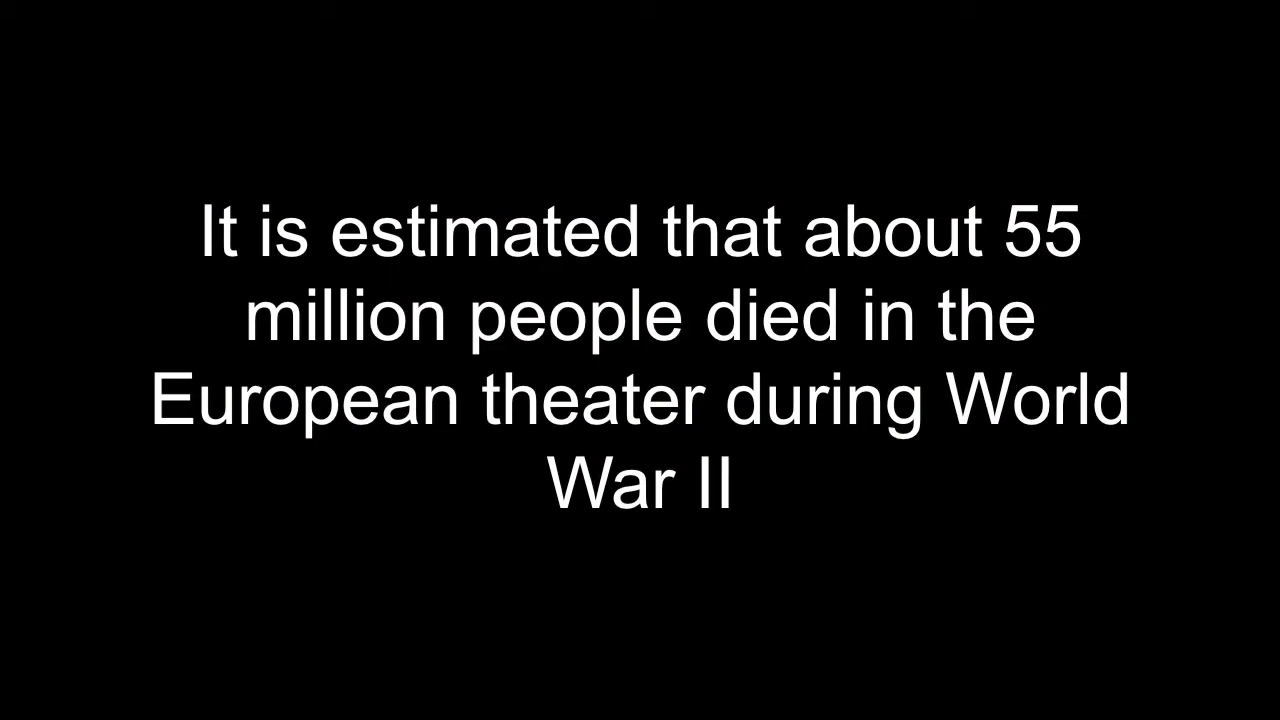 It is estimated that about 55
million people died in the
European theater during World
War II